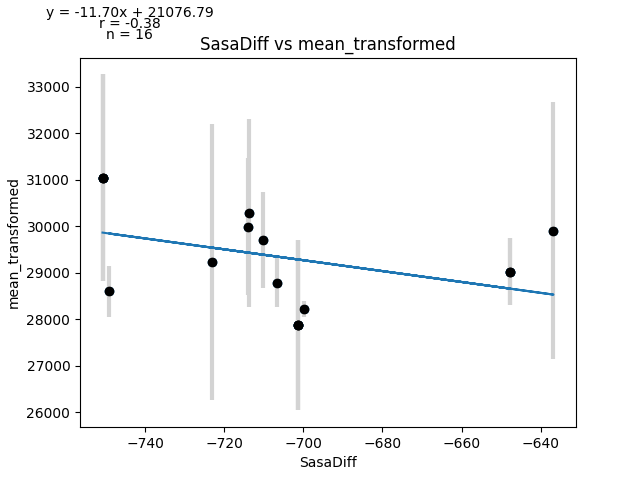 y = -11.70x + 21076.79
r = -0.38
n = 16
SasaDiff vs mean_transformed
33000
32000
31000
30000
29000
28000
27000
26000
mean_transformed
−740
−720
−700
−680
−660
−640
SasaDiff